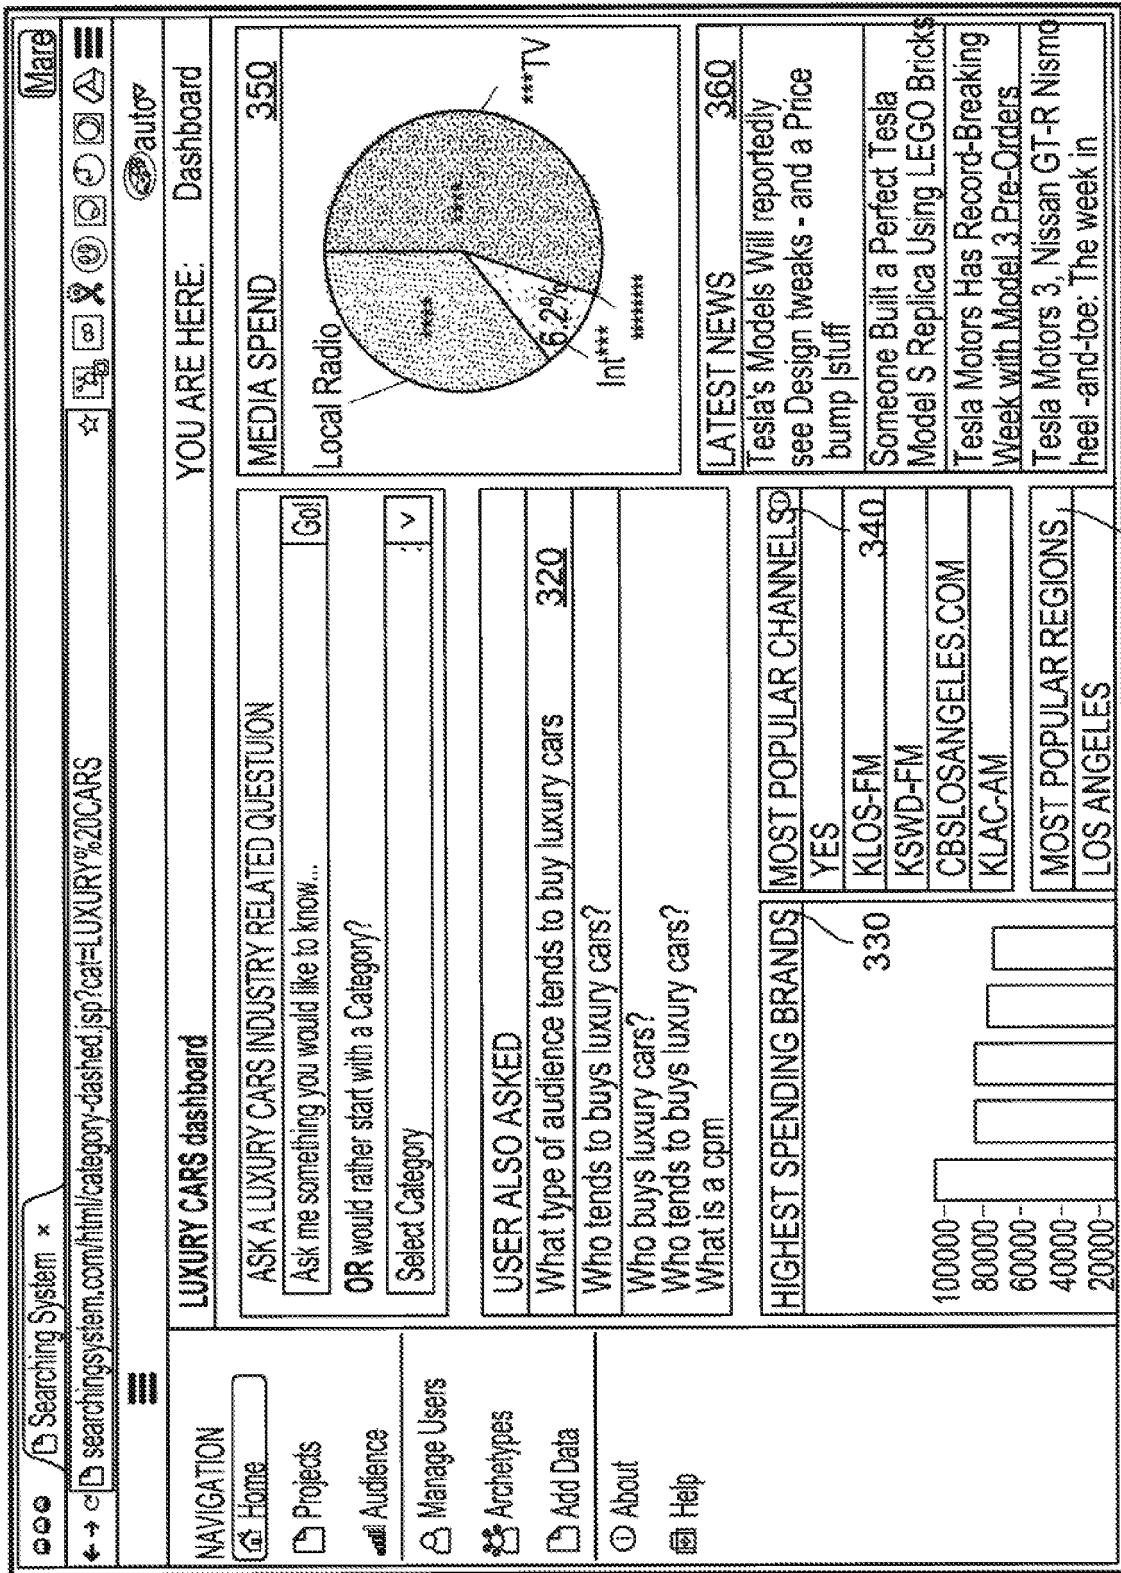 Searching System ×
Mare
searchingsystem.com/html/category-dashed.jsp?cat=LUXURY%20CARS
auto
LUXURY CARS dashboard
YOU ARE HERE: Dashboard
NAVIGATION
Home
Projects
Audience
Manage Users
Archetypes
Add Data
About
Help
ASK A LUXURY CARS INDUSTRY RELATED QUESTUION
Ask me something you would like to know... Go!
OR would rather start with a Category?
Select Category
USER ALSO ASKED
What type of audience tends to buy luxury cars 320
Who tends to buys luxury cars?
Who buys luxury cars?
Who tends to buys luxury cars?
What is a cpm
MEDIA SPEND 350
Local Radio
****
****
***TV
6.2%
Int***
********
HIGHEST SPENDING BRANDS
330
100000
80000
60000
40000
20000
MOST POPULAR CHANNELS
YES
KLOS-FM 340
KSWD-FM
CBSLOSANGELES.COM
KLAC-AM
MOST POPULAR REGIONS
LOS ANGELES
LATEST NEWS 360
Tesla's Models Will reportedly
see Design tweaks - and a Price
bump |stuff
Someone Built a Perfect Tesla
Model S Replica Using LEGO Bricks
Tesla Motors Has Record-Breaking
Week with Model 3 Pre-Orders
Tesla Motors 3, Nissan GT-R Nismo
heel -and-toe: The week in